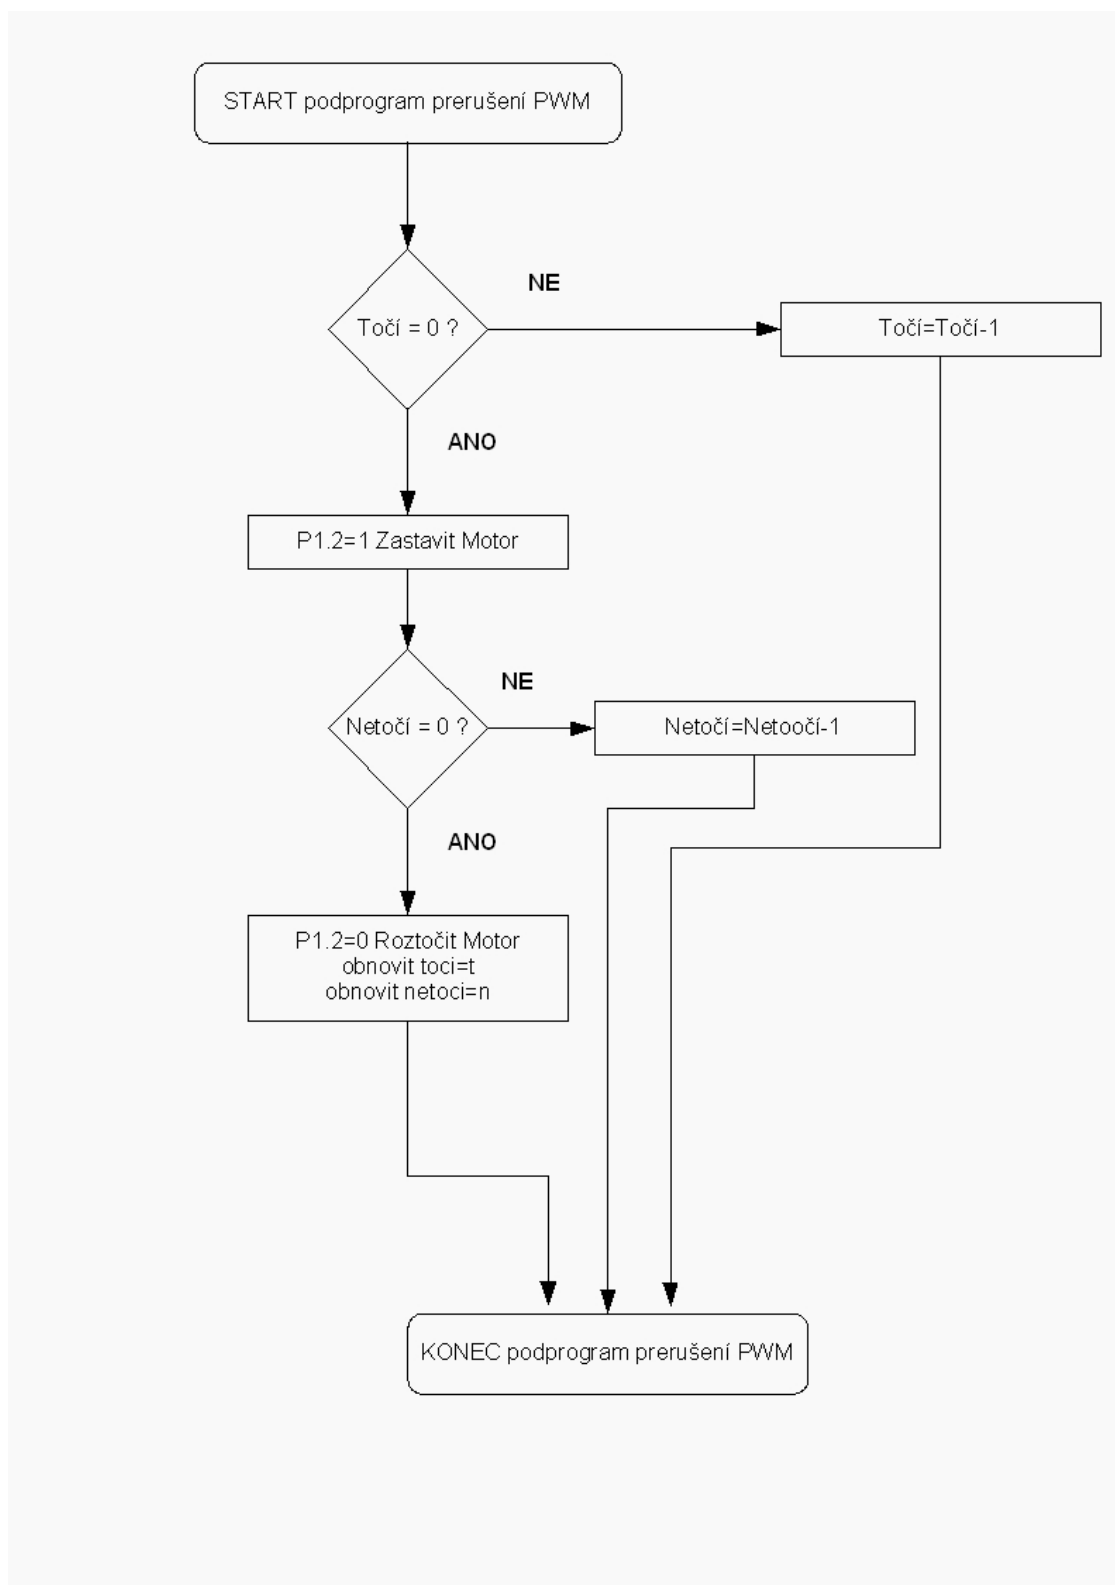 START podprogram prerušení PWM
NE
Točí = 0 ?
Točí=Točí-1
ANO
P1.2=1 Zastavit Motor
NE
Netočí = 0 ?
Netočí=Netoočí-1
ANO
P1.2=0 Roztočit Motor
obnovit toci=t
obnovit netoci=n
KONEC podprogram prerušení PWM